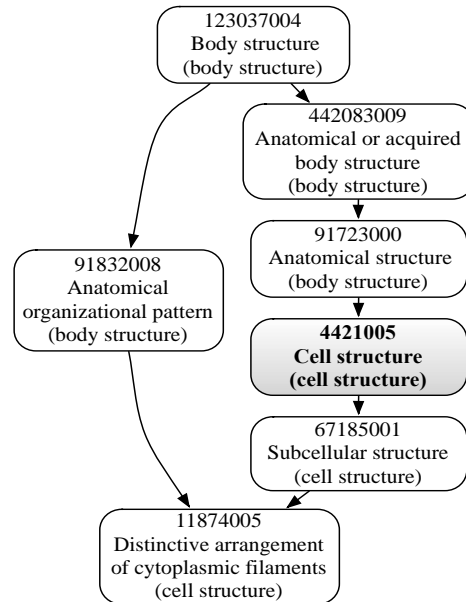 123037004
Body structure
(body structure)
442083009
Anatomical or acquired
body structure
(body structure)
91723000
Anatomical structure
(body structure)
91832008
Anatomical
organizational pattern
(body structure)
4421005
Cell structure
(cell structure)
67185001
Subcellular structure
(cell structure)
11874005
Distinctive arrangement
of cytoplasmic filaments
(cell structure)